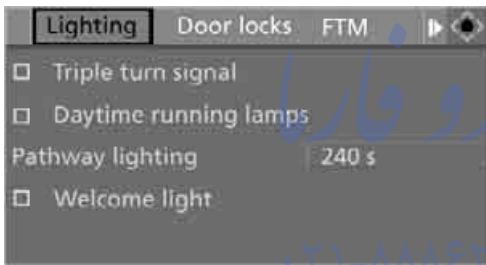 Lighting Door locks FTM
Triple turn signal
Daytime running lamps
Pathway lighting 240 s
Welcome light